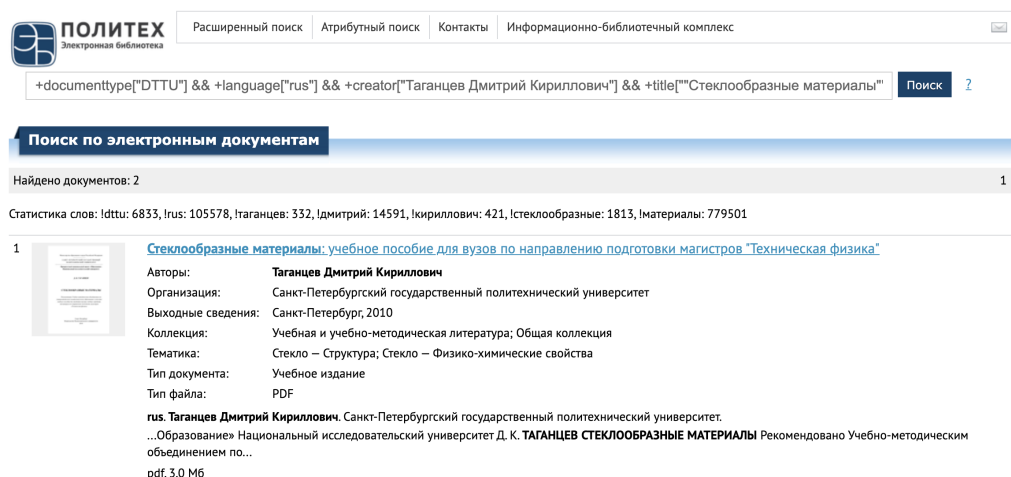 ПОЛИТЕХ
Электронная библиотека
Расширенный поиск Атрибутный поиск Контакты Информационно-библиотечный комплекс
+documenttype["DTTU"] && +language["rus"] && +creator["Таганцев Дмитрий Кириллович"] && +title[""Стеклообразные материалы"" Поиск ?
Поиск по электронным документам
Найдено документов: 2 1
Статистика слов: !dttu: 6833, !rus: 105578, !таганцев: 332, !дмитрий: 14591, !кириллович: 421, !стеклообразные: 1813, !материалы: 779501
1 Стеклообразные материалы: учебное пособие для вузов по направлению подготовки магистров "Техническая физика"
Авторы: Таганцев Дмитрий Кириллович
Организация: Санкт-Петербургский государственный политехнический университет
Выходные сведения: Санкт-Петербург, 2010
Коллекция: Учебная и учебно-методическая литература; Общая коллекция
Тематика: Стекло — Структура; Стекло — Физико-химические свойства
Тип документа: Учебное издание
Тип файла: PDF
rus. Таганцев Дмитрий Кириллович. Санкт-Петербургский государственный политехнический университет.
...Образование» Национальный исследовательский университет Д. К. ТАГАНЦЕВ СТЕКЛООБРАЗНЫЕ МАТЕРИАЛЫ Рекомендовано Учебно-методическим
объединением по...
pdf, 3.0 Мб